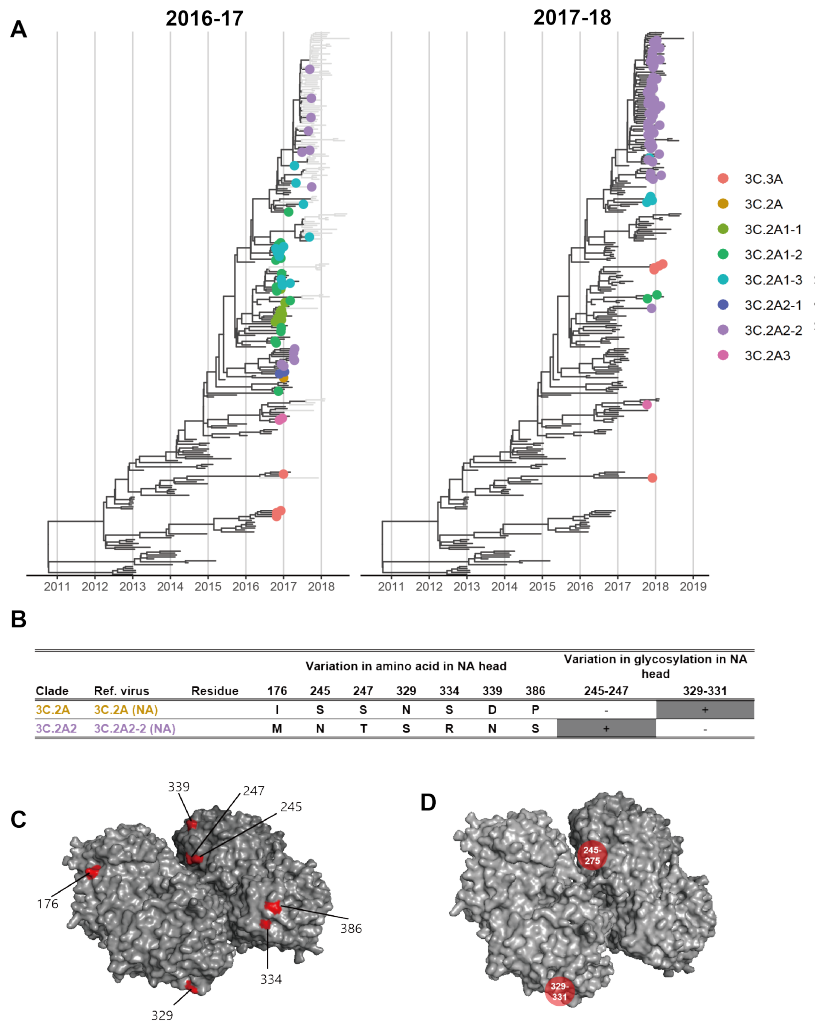 2016-17 2017-18
A
3C.3A
3C.2A
3C.2A1-1
3C.2A1-2
3C.2A1-3
3C.2A2-1
3C.2A2-2
3C.2A3
2011 2012 2013 2014 2015 2016 2017 2018
2011 2012 2013 2014 2015 2016 2017 2018 2019
B
Variation in amino acid in NA head
Variation in glycosylation in NA
head
Clade Ref. virus Residue 176 245 247 329 334 339 386 245-247 329-331
3C.2A 3C.2A (NA) I S S N S D P - +
3C.2A2 3C.2A2-2 (NA) M N T S R N S + -
C
339
247
245
176
386
334
329
D
245-
275
329-
331